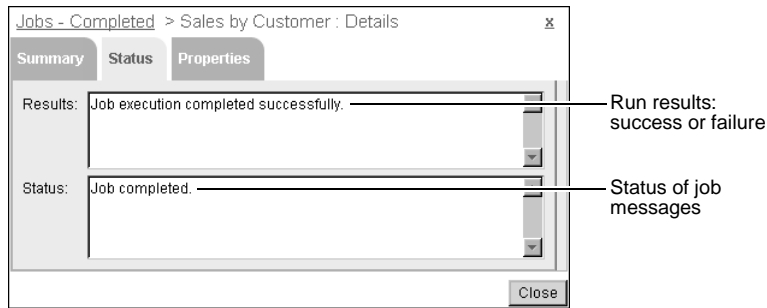 Jobs - Completed > Sales by Customer : Details x
Summary Status Properties
Results: Job execution completed successfully.
Run results:
success or failure
Status: Job completed.
Status of job
messages
Close